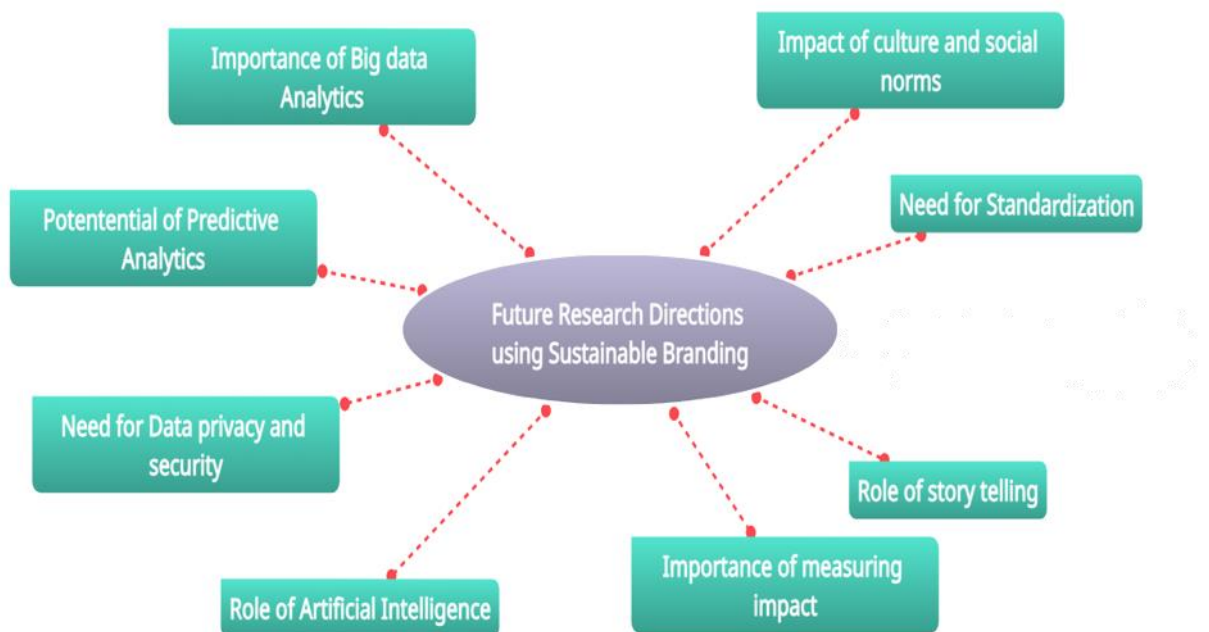 Importance of Big data
Analytics
Impact of culture and social
norms
Potentential of Predictive
Analytics
Need for Standardization
Future Research Directions
using Sustainable Branding
Need for Data privacy and
security
Role of story telling
Importance of measuring
impact
Role of Artificial Intelligence